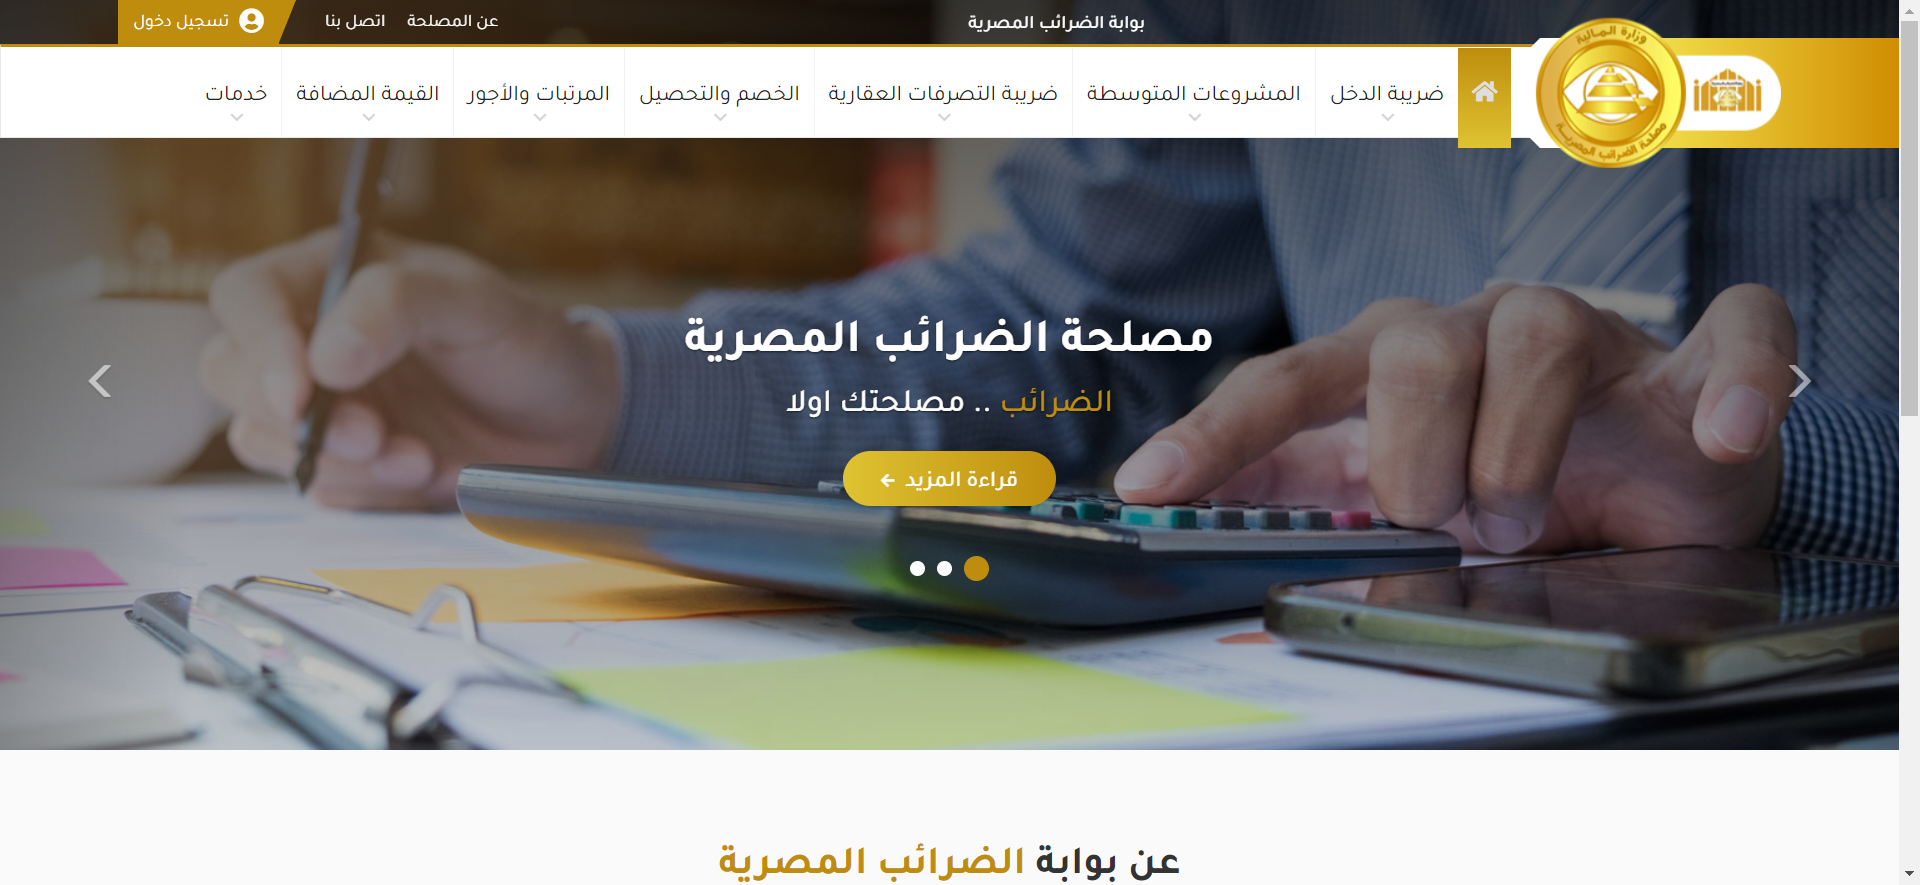 بوابة الضرائب المصرية
عن المصلحة
اتصل بنا
تسجيل دخول
وزارة المالية
مصلحة الضرائب المصرية
ضريبة الدخل
المشروعات المتوسطة
ضريبة التصرفات العقارية
الخصم والتحصيل
المرتبات والأجور
القيمة المضافة
خدمات
مصلحة الضرائب المصرية
الضرائب .. مصلحتك اولا
قراءة المزيد
عن بوابة الضرائب المصرية